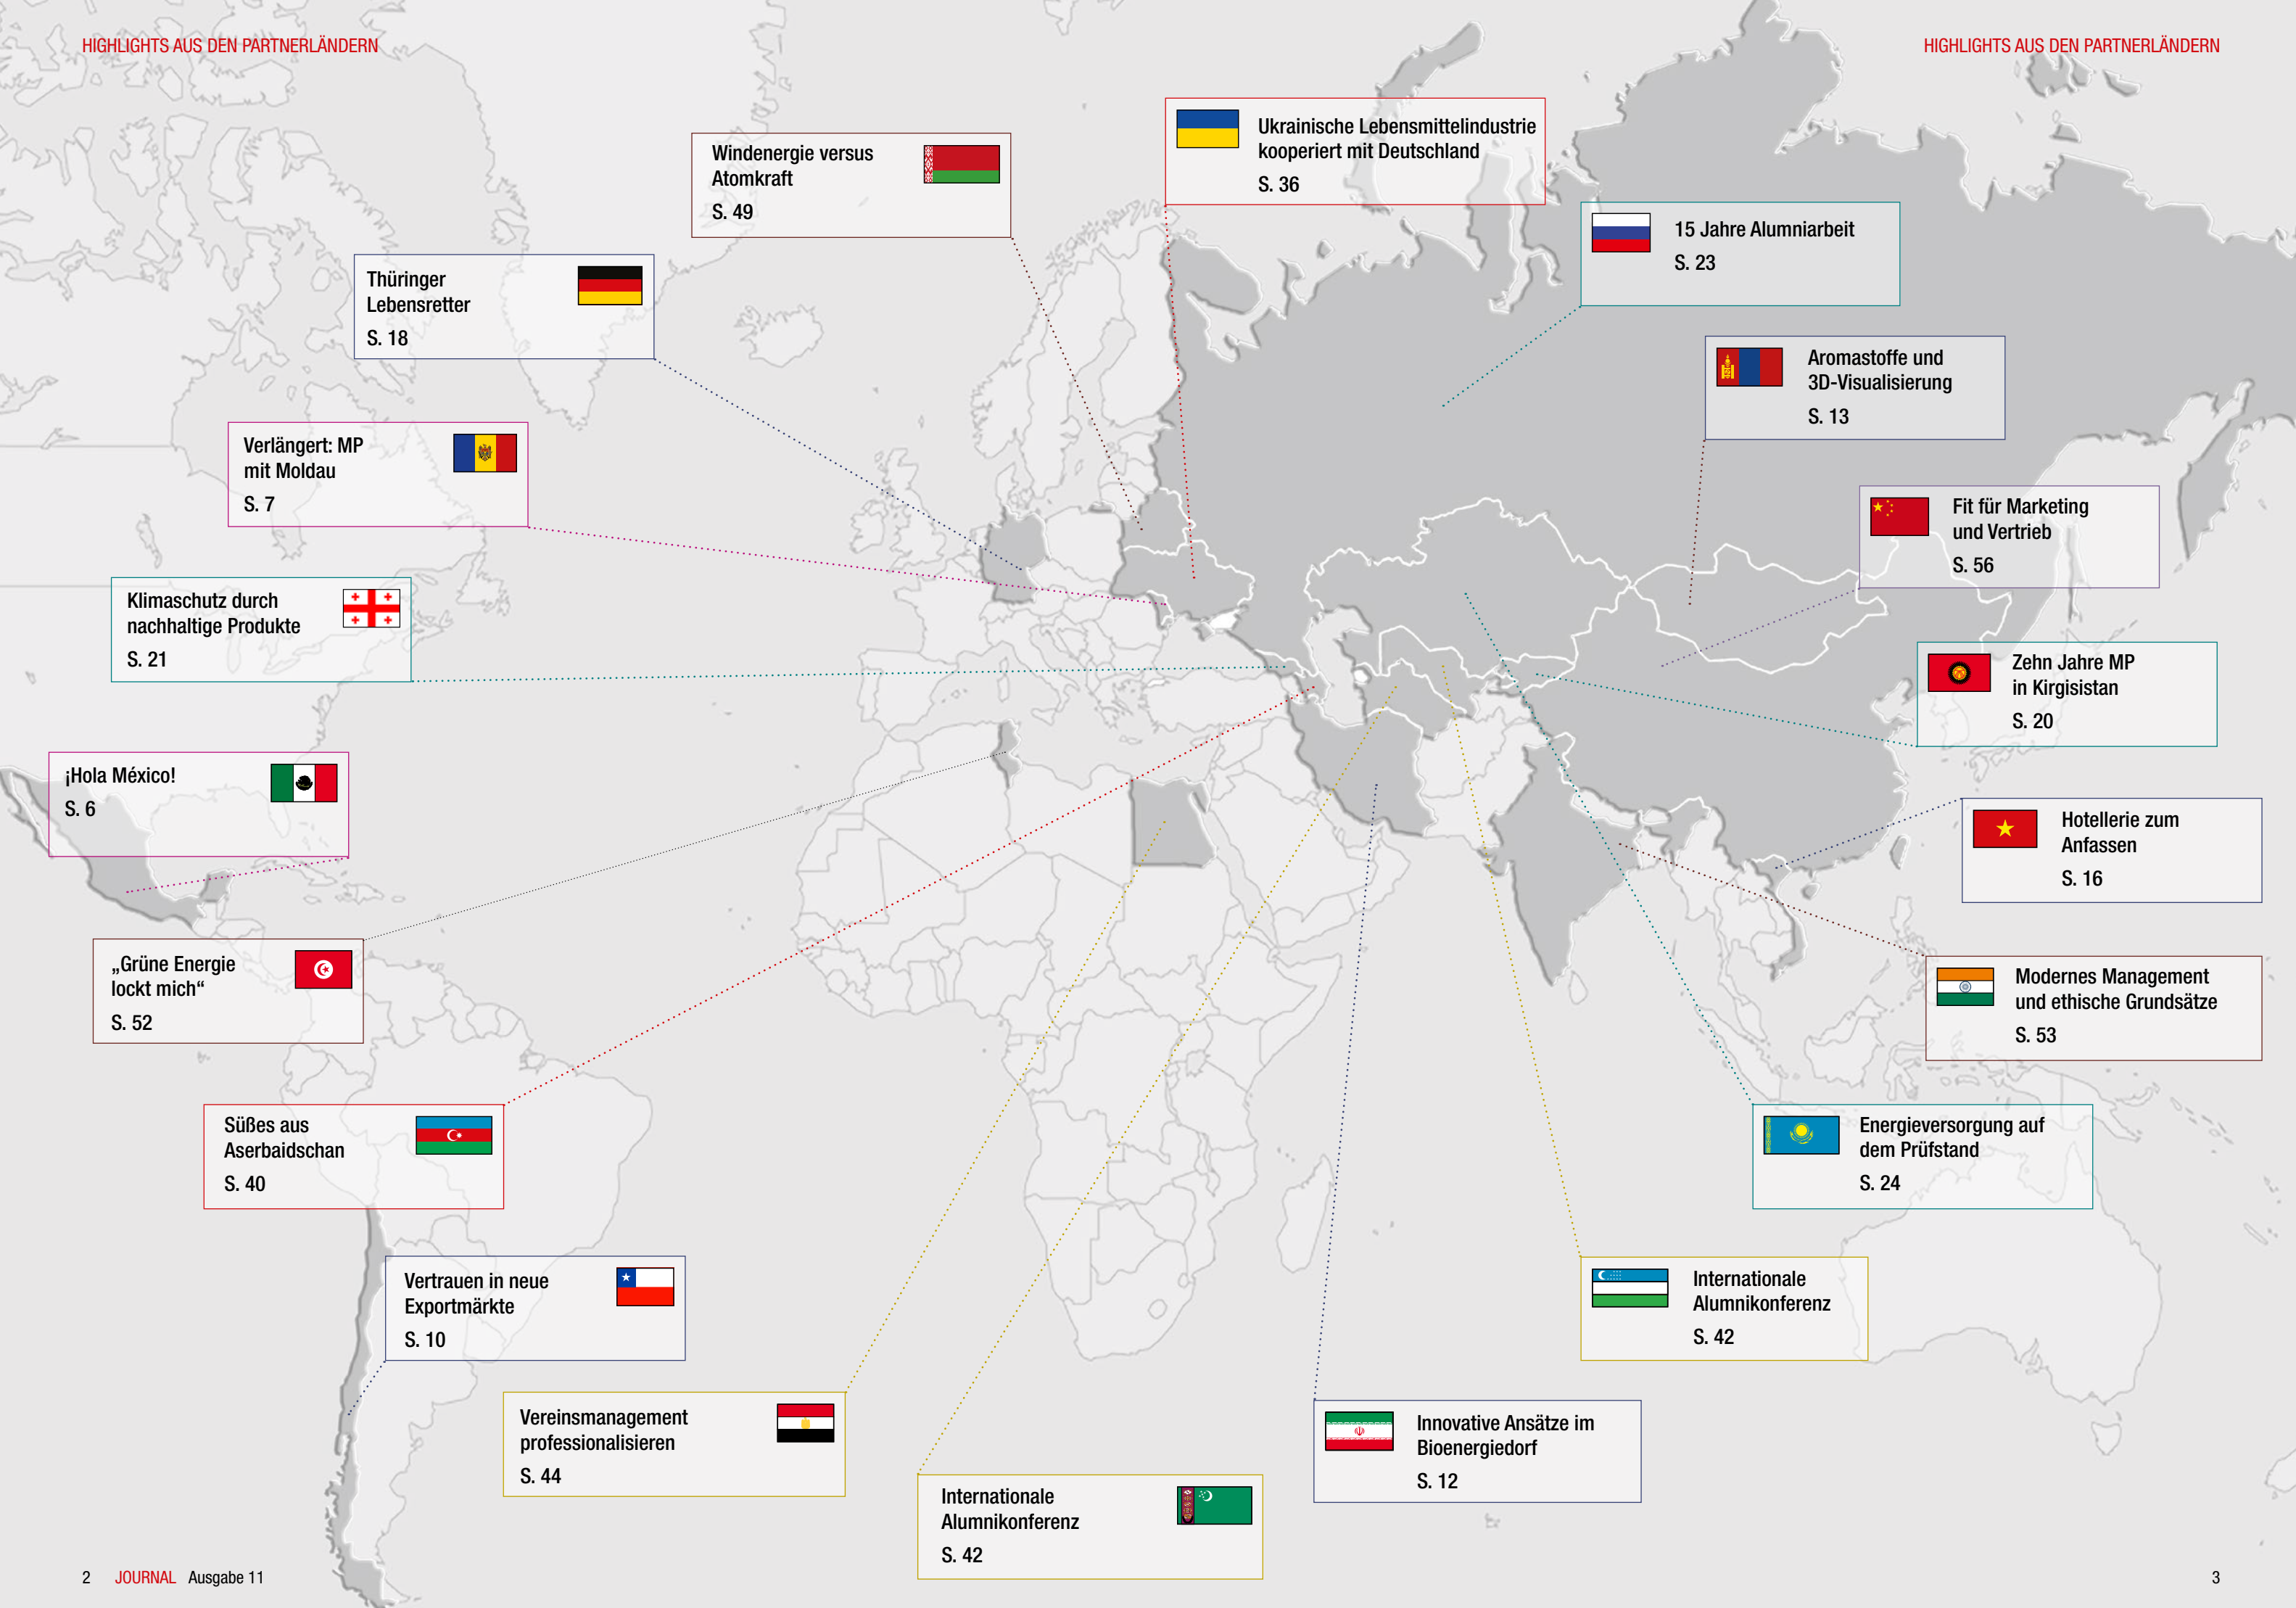 HIGHLIGHTS AUS DEN PARTNERLÄNDERN
HIGHLIGHTS AUS DEN PARTNERLÄNDERN
Windenergie versus
Atomkraft
S. 49
Ukrainische Lebensmittelindustrie
kooperiert mit Deutschland
S. 36
15 Jahre Alumniarbeit
S. 23
Thüringer
Lebensretter
S. 18
Aromastoffe und
3D-Visualisierung
S. 13
Verlängert: MP
mit Moldau
S. 7
Fit für Marketing
und Vertrieb
S. 56
Klimaschutz durch
nachhaltige Produkte
S. 21
Zehn Jahre MP
in Kirgisistan
S. 20
¡Hola México!
S. 6
Hotellerie zum
Anfassen
S. 16
„Grüne Energie
lockt mich“
S. 52
Modernes Management
und ethische Grundsätze
S. 53
Süßes aus
Aserbaidschan
S. 40
Energieversorgung auf
dem Prüfstand
S. 24
Vertrauen in neue
Exportmärkte
S. 10
Internationale
Alumnikonferenz
S. 42
Vereinsmanagement
professionalisieren
S. 44
Innovative Ansätze im
Bioenergiedorf
S. 12
Internationale
Alumnikonferenz
S. 42
2 JOURNAL Ausgabe 11
3